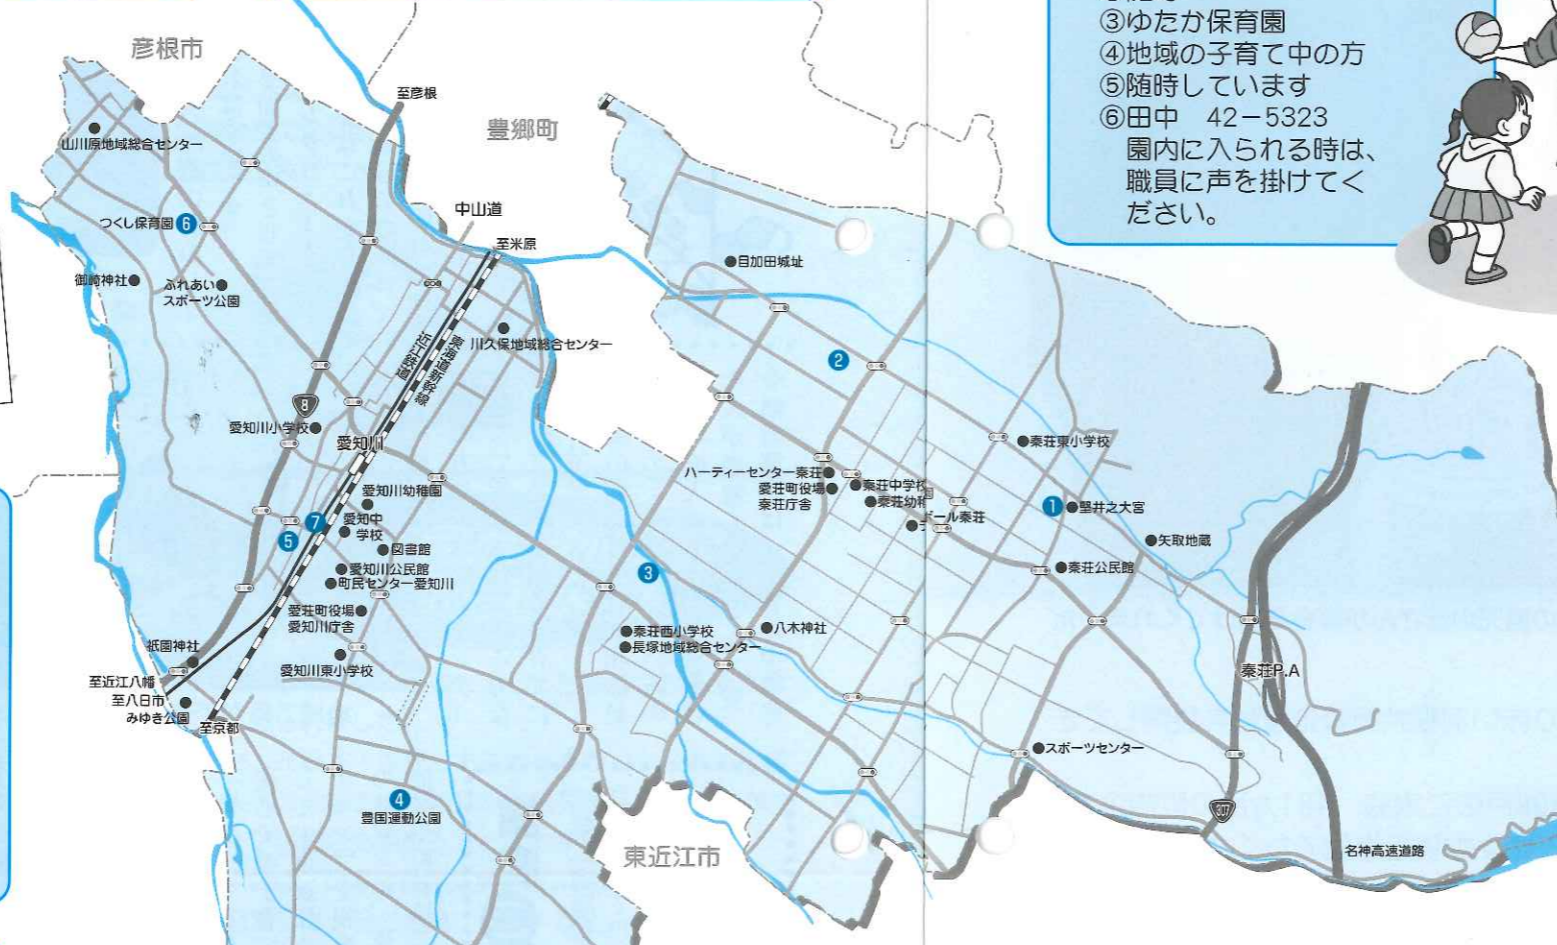 ③ゆたか保育園
④地域の子育て中の方
⑤随時しています
⑥田中　42－5323
園内に入られる時は、
職員に声を掛けてく
ださい。
彦根市
至彦根
豊郷町
山川原地域総合センター
つくし保育園
6
中山道
至米原
御崎神社
ふれあい
スポーツ公園
目加田城址
川久保地域総合センター
近江鉄道
東海道新幹線
2
8
愛知川小学校
愛知川
秦荘東小学校
ハーティーセンター秦荘
愛荘町役場
秦荘庁舎
秦荘中学校
秦荘幼稚
ドール秦荘
愛知川幼稚園
1
堅井之大宮
7
愛知中
学校
5
図書館
矢取地蔵
愛知川公民館
町民センター愛知川
3
秦荘公民館
愛荘町役場
愛知川庁舎
秦荘西小学校
長塚地域総合センター
八木神社
祇園神社
愛知川東小学校
秦荘P.A
至近江八幡
至八日市
みゆき公園
至京都
スポーツセンター
4
豊国運動公園
307
東近江市
名神高速道路